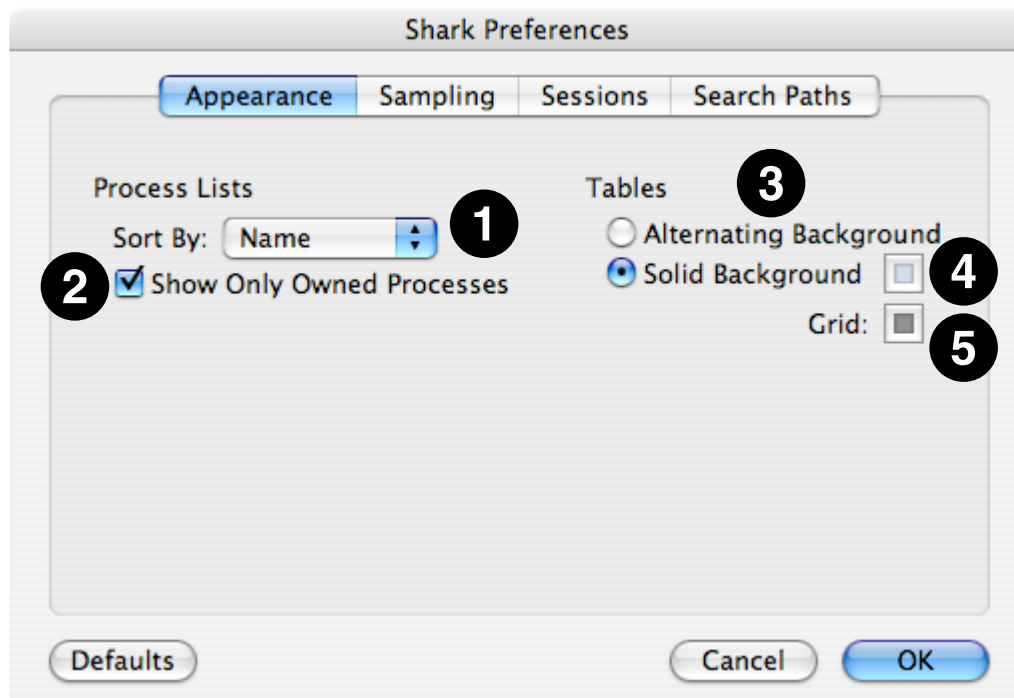 Shark Preferences
Appearance Sampling Sessions Search Paths
Process Lists
Sort By: Name 1
2 Show Only Owned Processes
Tables 3
Alternating Background
Solid Background 4
Grid: 5
Defaults Cancel OK